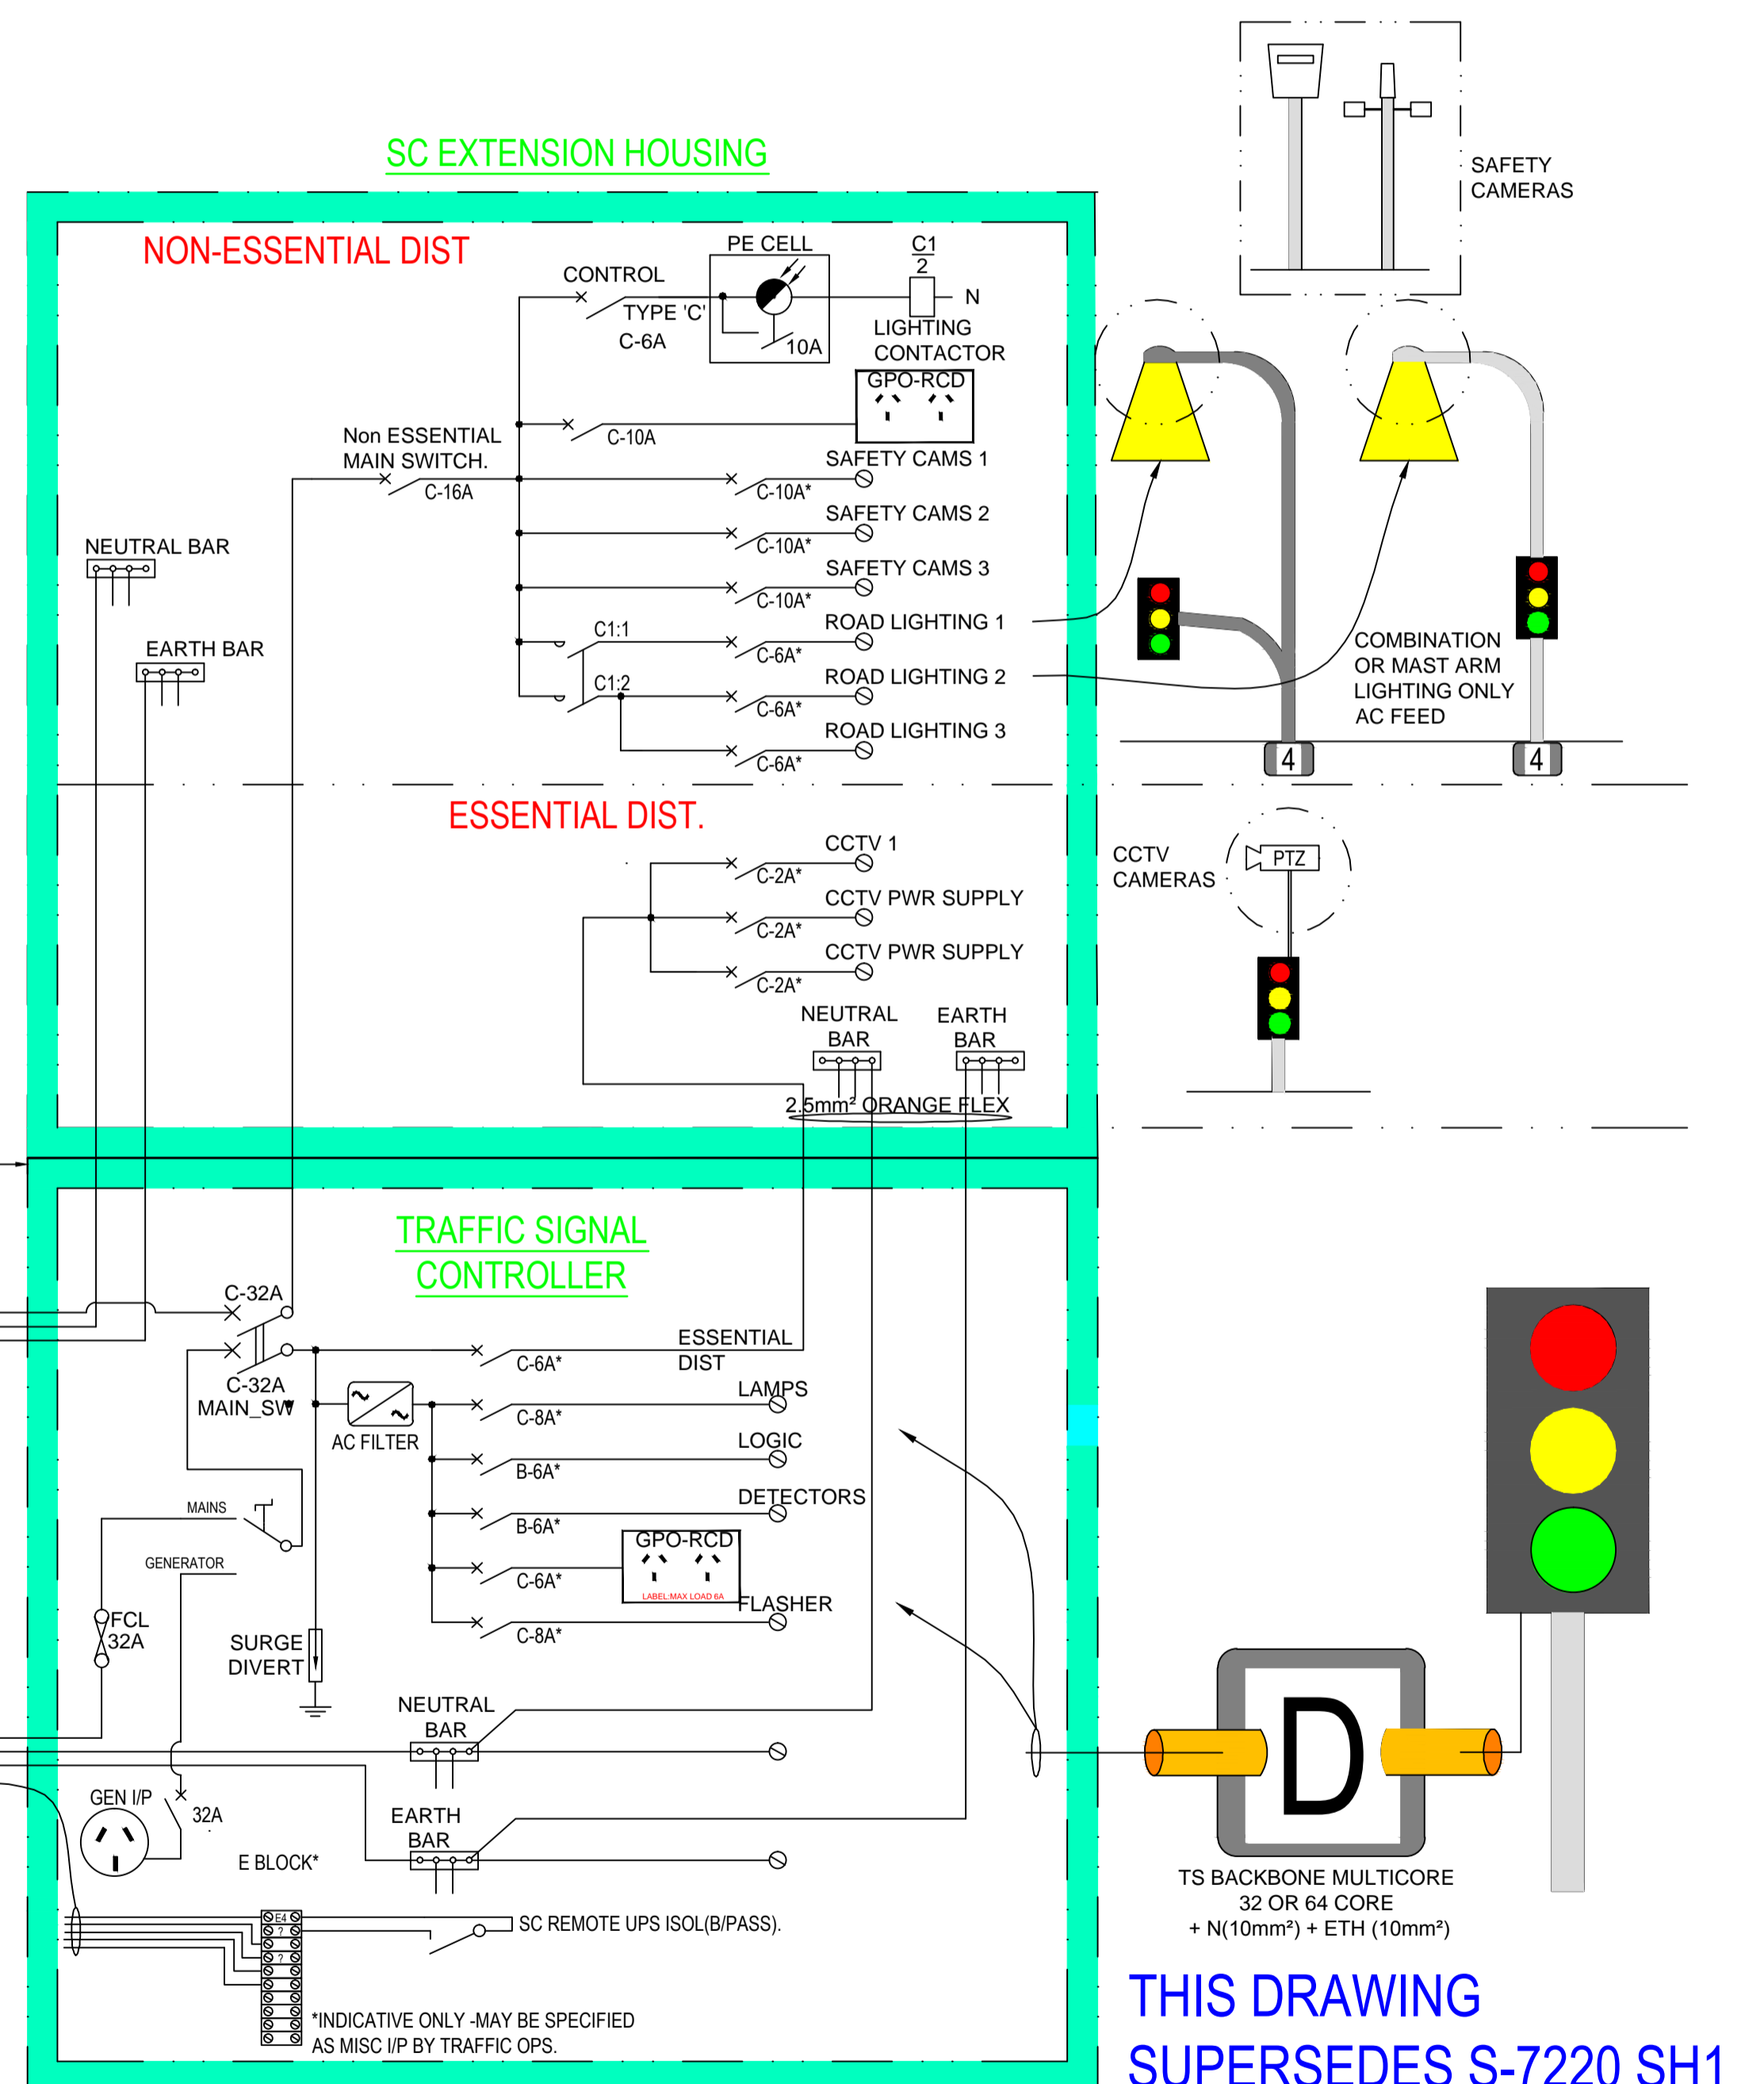 SC EXTENSION HOUSING
SAFETY
CAMERAS
NON-ESSENTIAL DIST
PE CELL
C1
2
CONTROL
TYPE 'C'
C-6A
10A
N
LIGHTING
CONTACTOR
GPO-RCD
C-10A
Non ESSENTIAL
MAIN SWITCH.
C-16A
SAFETY CAMS 1
C-10A*
SAFETY CAMS 2
C-10A*
SAFETY CAMS 3
C-10A*
NEUTRAL BAR
EARTH BAR
C1:1
ROAD LIGHTING 1
C-6A*
C1:2
ROAD LIGHTING 2
C-6A*
ROAD LIGHTING 3
C-6A*
COMBINATION
OR MAST ARM
LIGHTING ONLY
AC FEED
4
4
ESSENTIAL DIST.
CCTV 1
C-2A*
CCTV PWR SUPPLY
C-2A*
CCTV PWR SUPPLY
C-2A*
CCTV
CAMERAS
PTZ
NEUTRAL
BAR
EARTH
BAR
2.5mm² ORANGE FLEX
TRAFFIC SIGNAL
CONTROLLER
C-32A
C-32A
MAIN_SW
ESSENTIAL
DIST
C-6A*
AC FILTER
LAMPS
C-8A*
LOGIC
B-6A*
DETECTORS
B-6A*
GPO-RCD
LABEL:MAX LOAD 6A
C-6A*
FLASHER
C-8A*
MAINS
GENERATOR
FCL
32A
SURGE
DIVERT
NEUTRAL
BAR
GEN I/P
32A
EARTH
BAR
E BLOCK*
E4
?
?
SC REMOTE UPS ISOL(B/PASS).
*INDICATIVE ONLY -MAY BE SPECIFIED
AS MISC I/P BY TRAFFIC OPS.
D
TS BACKBONE MULTICORE
32 OR 64 CORE
+ N(10mm²) + ETH (10mm²)
THIS DRAWING
SUPERSEDES S-7220 SH1